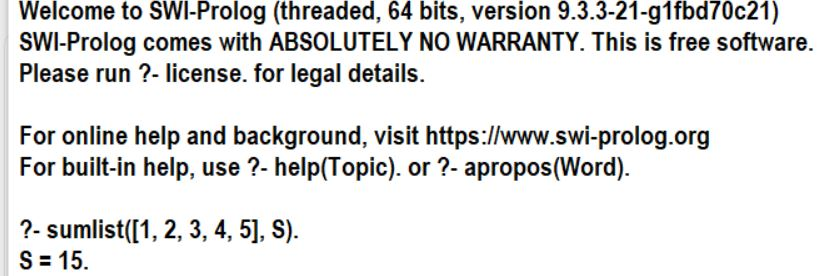 Welcome to SWI-Prolog (threaded, 64 bits, version 9.3.3-21-g1fbd70c21)
SWI-Prolog comes with ABSOLUTELY NO WARRANTY. This is free software.
Please run ?- license. for legal details.
For online help and background, visit https://www.swi-prolog.org
For built-in help, use ?- help(Topic). or ?- apropos(Word).
?- sumlist([1, 2, 3, 4, 5], S).
S = 15.